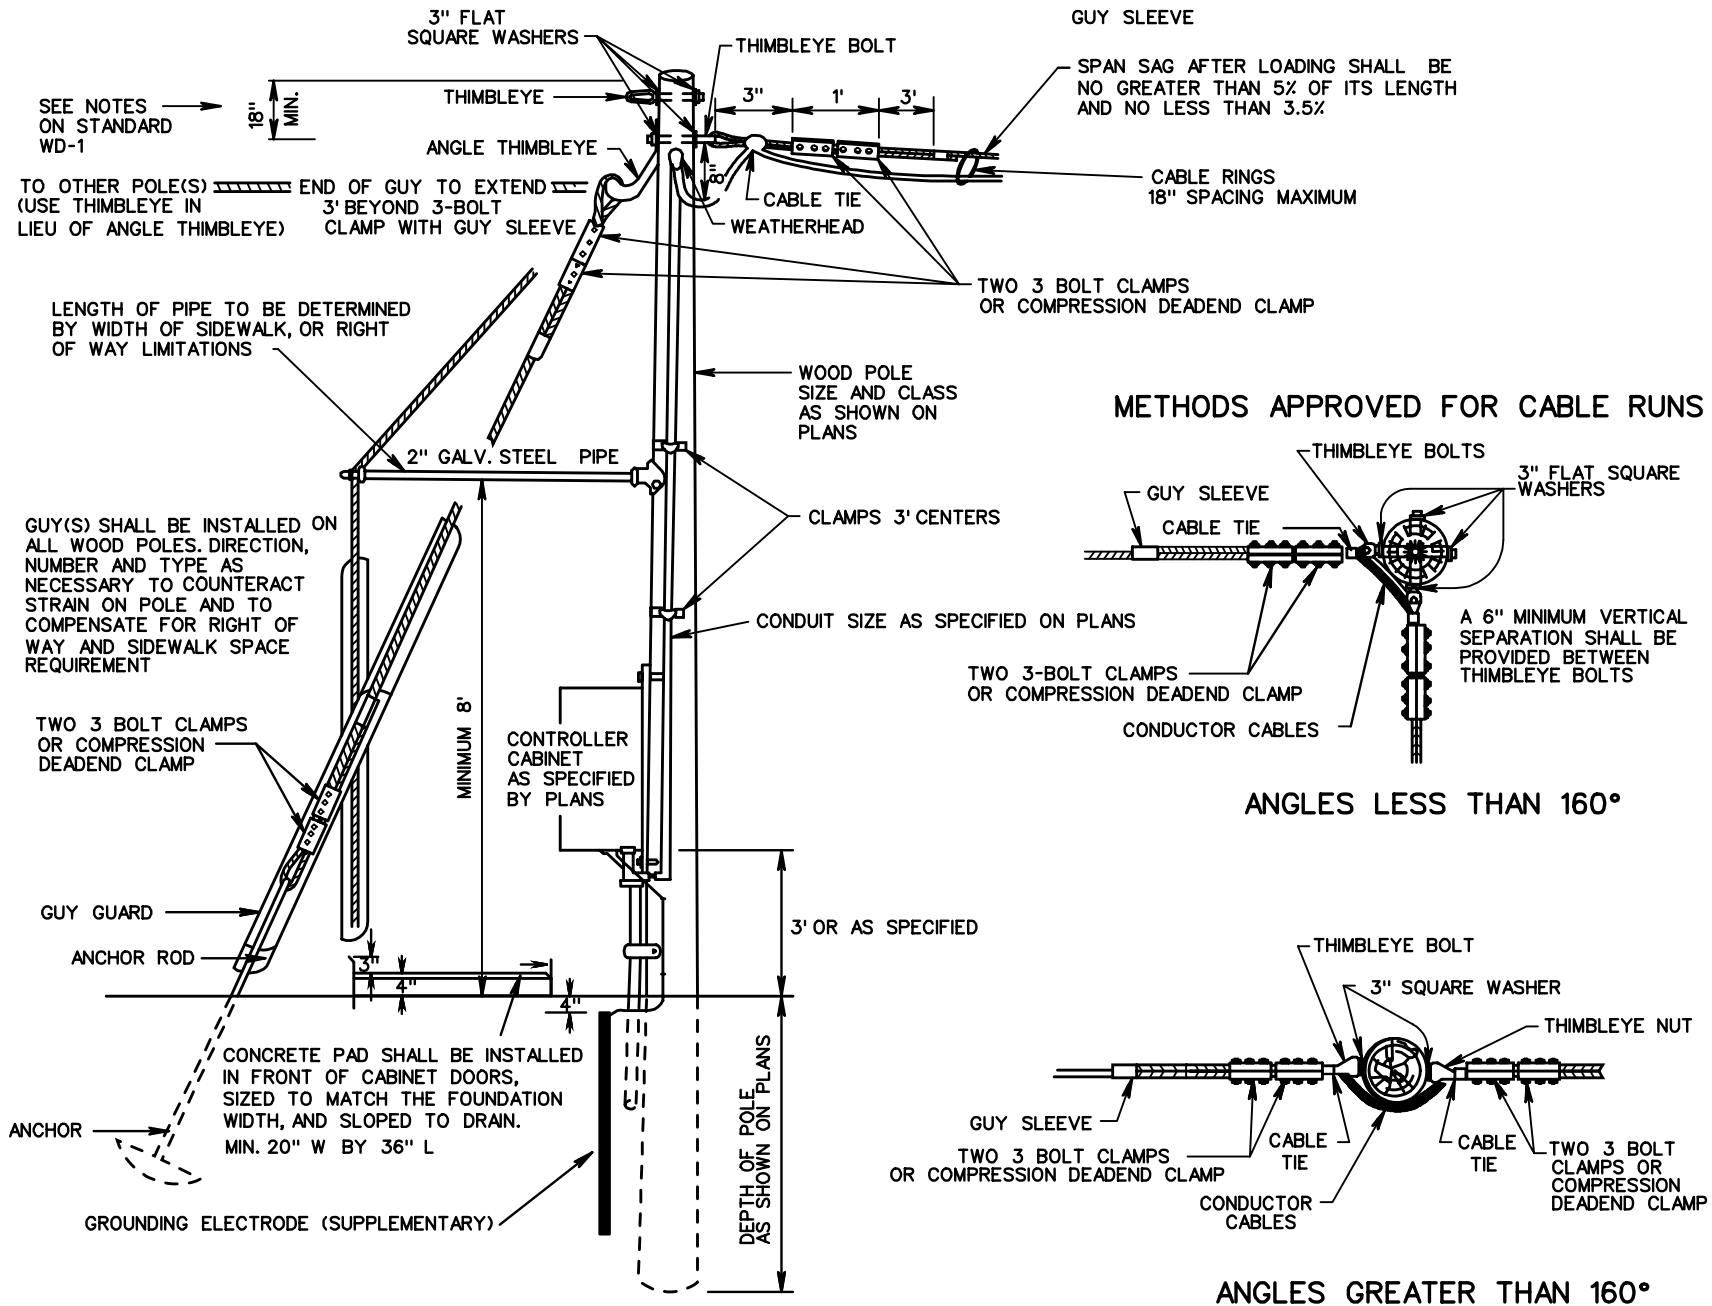 3" FLAT
SQUARE WASHERS
THIMBLEYE BOLT
GUY SLEEVE
SPAN SAG AFTER LOADING SHALL BE
NO GREATER THAN 5% OF ITS LENGTH
AND NO LESS THAN 3.5%
SEE NOTES
ON STANDARD
WD-1
18"
MIN.
THIMBLEYE
3"
1'
3'
ANGLE THIMBLEYE
8"
TO OTHER POLE(S)
(USE THIMBLEYE IN
LIEU OF ANGLE THIMBLEYE)
END OF GUY TO EXTEND
3' BEYOND 3-BOLT
CLAMP WITH GUY SLEEVE
CABLE TIE
WEATHERHEAD
CABLE RINGS
18" SPACING MAXIMUM
TWO 3 BOLT CLAMPS
OR COMPRESSION DEADEND CLAMP
LENGTH OF PIPE TO BE DETERMINED
BY WIDTH OF SIDEWALK, OR RIGHT
OF WAY LIMITATIONS
WOOD POLE
SIZE AND CLASS
AS SHOWN ON
PLANS
2" GALV. STEEL PIPE
CLAMPS 3' CENTERS
GUY(S) SHALL BE INSTALLED ON
ALL WOOD POLES. DIRECTION,
NUMBER AND TYPE AS
NECESSARY TO COUNTERACT
STRAIN ON POLE AND TO
COMPENSATE FOR RIGHT OF
WAY AND SIDEWALK SPACE
REQUIREMENT
CONDUIT SIZE AS SPECIFIED ON PLANS
MINIMUM 8'
CONTROLLER
CABINET
AS SPECIFIED
BY PLANS
TWO 3 BOLT CLAMPS
OR COMPRESSION
DEADEND CLAMP
GUY GUARD
ANCHOR ROD
3"
4"
4"
3' OR AS SPECIFIED
CONCRETE PAD SHALL BE INSTALLED
IN FRONT OF CABINET DOORS,
SIZED TO MATCH THE FOUNDATION
WIDTH, AND SLOPED TO DRAIN.
MIN. 20" W BY 36" L
ANCHOR
GROUNDING ELECTRODE (SUPPLEMENTARY)
DEPTH OF POLE
AS SHOWN ON PLANS
METHODS APPROVED FOR CABLE RUNS
THIMBLEYE BOLTS
3" FLAT SQUARE
WASHERS
GUY SLEEVE
CABLE TIE
A 6" MINIMUM VERTICAL
SEPARATION SHALL BE
PROVIDED BETWEEN
THIMBLEYE BOLTS
TWO 3-BOLT CLAMPS
OR COMPRESSION DEADEND CLAMP
CONDUCTOR CABLES
ANGLES LESS THAN 160°
THIMBLEYE BOLT
3" SQUARE WASHER
THIMBLEYE NUT
GUY SLEEVE
TWO 3 BOLT CLAMPS
OR COMPRESSION DEADEND CLAMP
CABLE
TIE
CABLE
TIE
TWO 3 BOLT
CLAMPS OR
COMPRESSION
DEADEND CLAMP
CONDUCTOR
CABLES
ANGLES GREATER THAN 160°